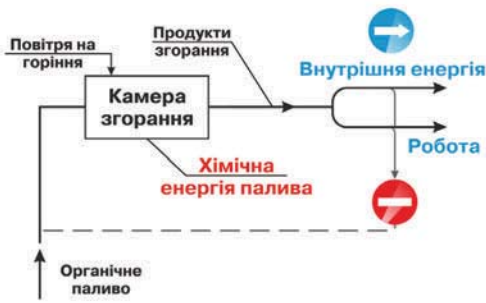 Повітря на
горіння
Продукти
згорання
Внутрішня енергія
Камера
згорання
Робота
Хімічна
енергія палива
Органічне
паливо